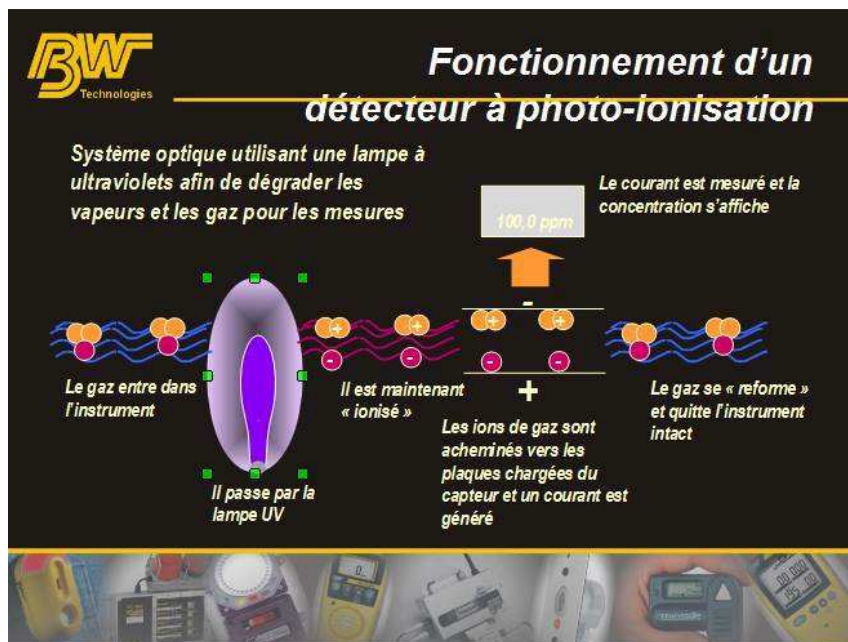 BW
Technologies
Fonctionnement d'un
détecteur à photo-ionisation
Système optique utilisant une lampe à
ultraviolets afin de dégrader les
vapeurs et les gaz pour les mesures
100,0 ppm
Le courant est mesuré et la
concentration s'affiche
Le gaz entre dans
l'instrument
Il passe par la
lampe UV
Il est maintenant
« ionisé »
+
+
-
-
-
+
+
-
-
+
Les ions de gaz sont
acheminés vers les
plaques chargées du
capteur et un courant est
généré
Le gaz se « reforme »
et quitte l'instrument
intact